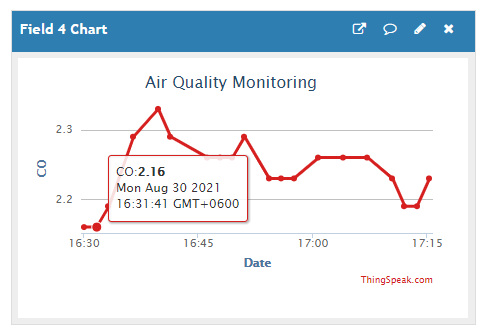 Field 4 Chart
Air Quality Monitoring
2.3
2.2
CO
CO:2.16
Mon Aug 30 2021
16:31:41 GMT+0600
16:30 16:45 17:00 17:15
Date
ThingSpeak.com